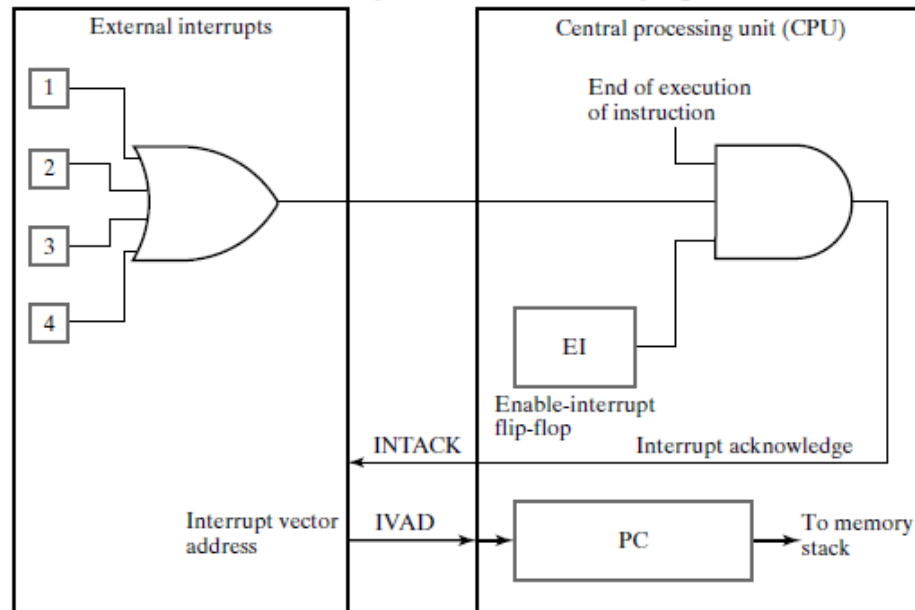 External interrupts
1
2
3
4
Central processing unit (CPU)
End of execution
of instruction
EI
Enable-interrupt
flip-flop
INTACK
Interrupt acknowledge
Interrupt vector
address
IVAD
PC
To memory
stack